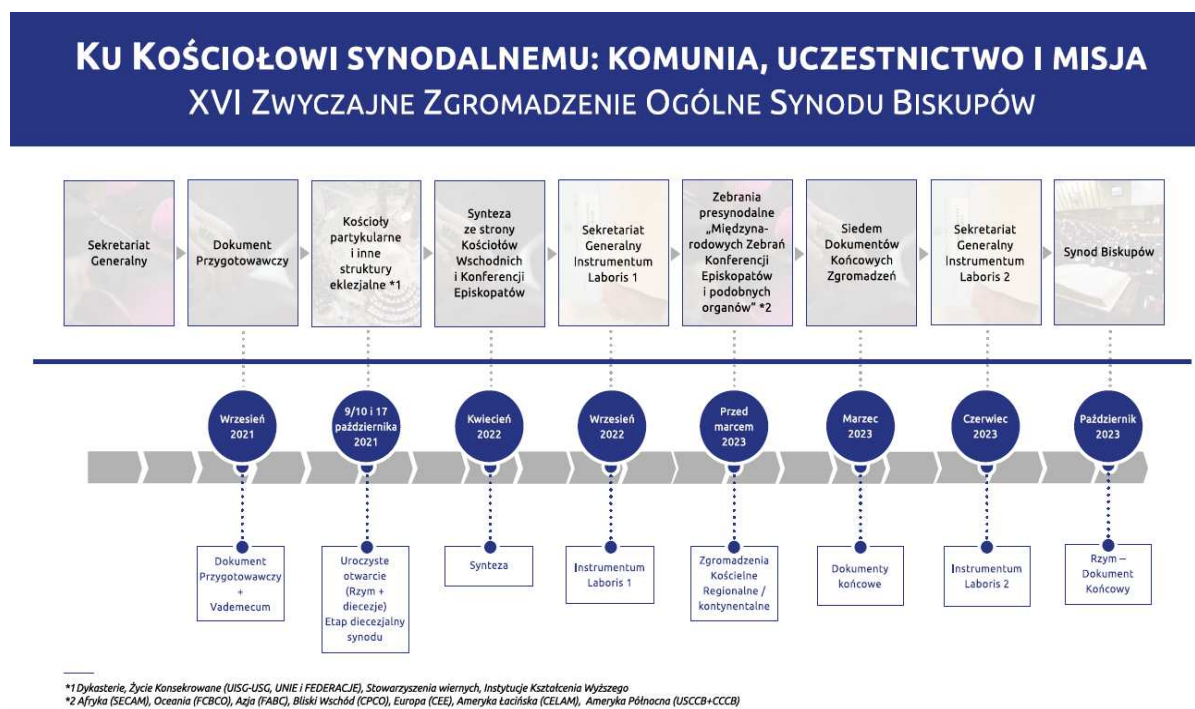 KU KOŚCIOŁOWI SYNODALNEMU: KOMUNIA, UCZESTNICTWO I MISJA
XVI ZWYCZAJNE ZGROMADZENIE OGÓLNE SYNODU BISKUPÓW
Sekretariat
Generalny
Dokument
Przygotowawczy
Kościoły
partykularne
i inne
struktury
eklezjalne *1
Synteza
ze strony
Kościołów
Wschodnich
i Konferencji
Episkopatów
Sekretariat
Generalny
Instrumentum
Laboris 1
Zebrania
presynodalne
„Międzyna-
rodowych Zebrań
Konferencji
Episkopatów
i podobnych
organów” *2
Siedem
Dokumentów
Końcowych
Zgromadzeń
Sekretariat
Generalny
Instrumentum
Laboris 2
Synod Biskupów
Wrzesień
2021
9/10 i 17
października
2021
Kwiecień
2022
Wrzesień
2022
Przed
marcem
2023
Marzec
2023
Czerwiec
2023
Październik
2023
Dokument
Przygotowawczy
+
Vademecum
Uroczyste
otwarcie
(Rzym +
diecezje)
Etap diecezjalny
synodu
Synteza
Instrumentum
Laboris 1
Zgromadzenia
Kościelne
Regionalne /
kontynentalne
Dokumenty
końcowe
Instrumentum
Laboris 2
Rzym –
Dokument
Końcowy
*1 Dykasterie, Życie Konsekrowane (UISG-USG, UNIE i FEDERACJE), Stowarzyszenia wiernych, Instytucje Kształcenia Wyższego
*2 Afryka (SECAM), Oceania (FCBCO), Azja (FABC), Bliski Wschód (CPCO), Europa (CEE), Ameryka Łacińska (CELAM), Ameryka Północna (USCCB+CCCB)